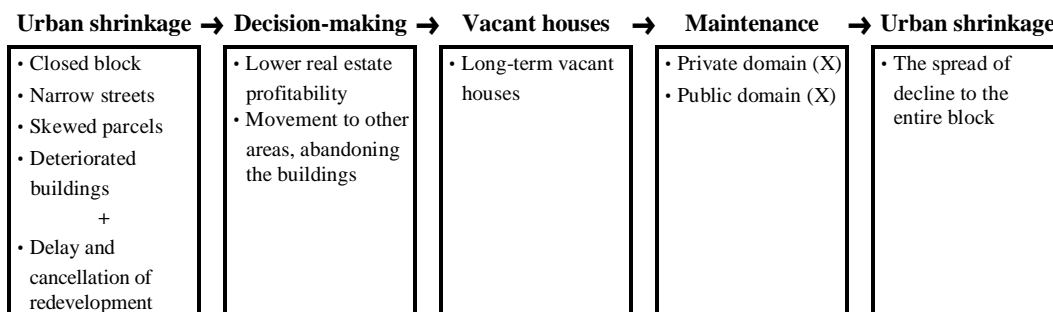 Urban shrinkage → Decision-making → Vacant houses → Maintenance → Urban shrinkage
• Closed block
• Narrow streets
• Skewed parcels
• Deteriorated
buildings
+
• Delay and
cancellation of
redevelopment
• Lower real estate
profitability
• Movement to other
areas, abandoning
the buildings
• Long-term vacant
houses
• Private domain (X)
• Public domain (X)
• The spread of
decline to the
entire block